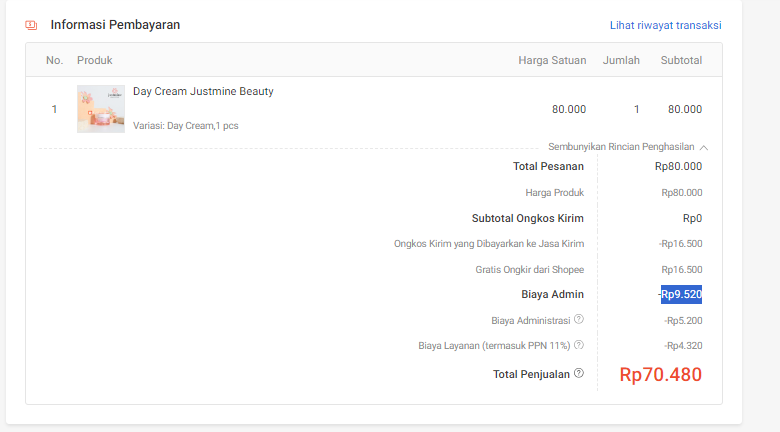 Informasi Pembayaran
Lihat riwayat transaksi
No. Produk Harga Satuan Jumlah Subtotal
1 Day Cream Justmine Beauty 80.000 1 80.000
Variasi: Day Cream,1 pcs
Sembunyikan Rincian Penghasilan
Total Pesanan Rp80.000
Harga Produk Rp80.000
Subtotal Ongkos Kirim Rp0
Ongkos Kirim yang Dibayarkan ke Jasa Kirim -Rp16.500
Gratis Ongkir dari Shopee Rp16.500
Biaya Admin -Rp9.520
Biaya Administrasi -Rp5.200
Biaya Layanan (termasuk PPN 11%) -Rp4.320
Total Penjualan Rp70.480